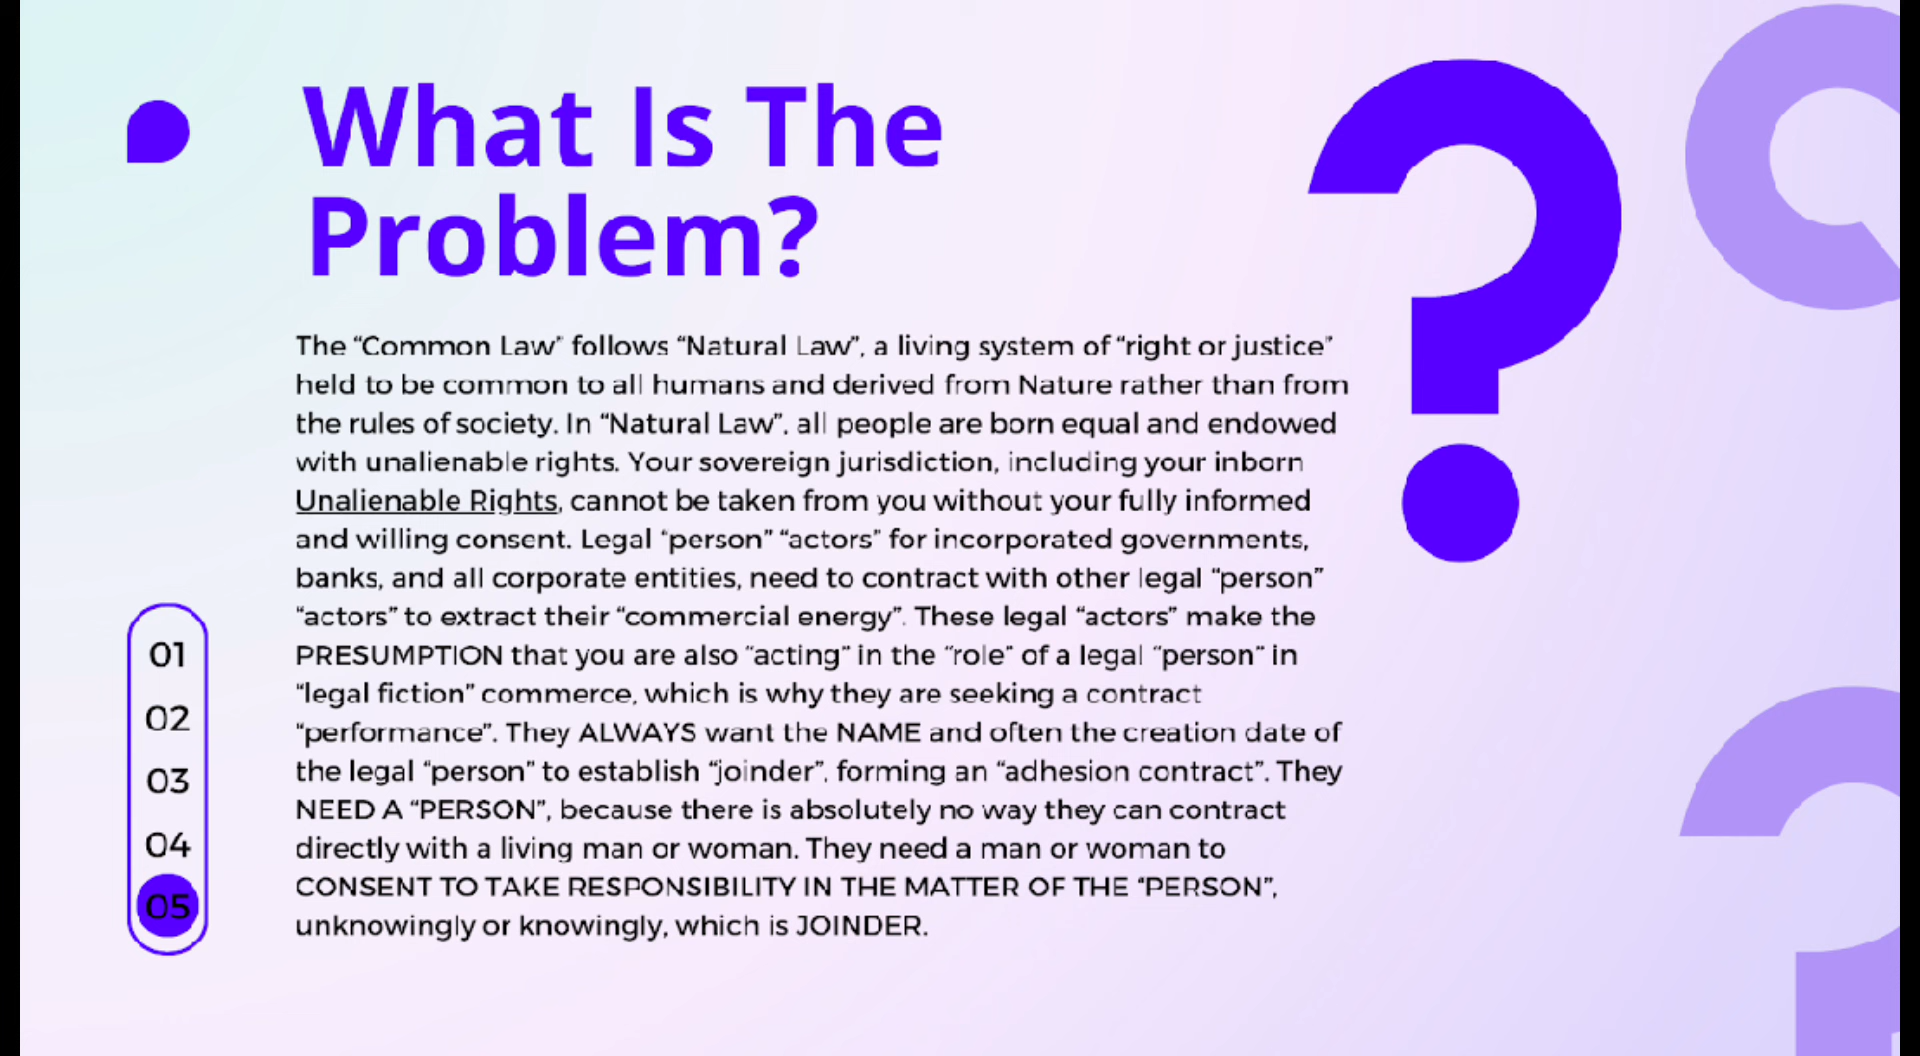 What Is The
Problem?
The “Common Law” follows “Natural Law”, a living system of “right or justice”
held to be common to all humans and derived from Nature rather than from
the rules of society. In “Natural Law”, all people are born equal and endowed
with unalienable rights. Your sovereign jurisdiction, including your inborn
Unalienable Rights, cannot be taken from you without your fully informed
and willing consent. Legal “person” “actors” for incorporated governments,
banks, and all corporate entities, need to contract with other legal “person”
“actors” to extract their “commercial energy”. These legal “actors” make the
PRESUMPTION that you are also “acting” in the “role” of a legal “person” in
“legal fiction” commerce, which is why they are seeking a contract
“performance”. They ALWAYS want the NAME and often the creation date of
the legal “person” to establish “joinder”, forming an “adhesion contract”. They
NEED A “PERSON”, because there is absolutely no way they can contract
directly with a living man or woman. They need a man or woman to
CONSENT TO TAKE RESPONSIBILITY IN THE MATTER OF THE “PERSON”,
unknowingly or knowingly, which is JOINDER.
01
02
03
04
05